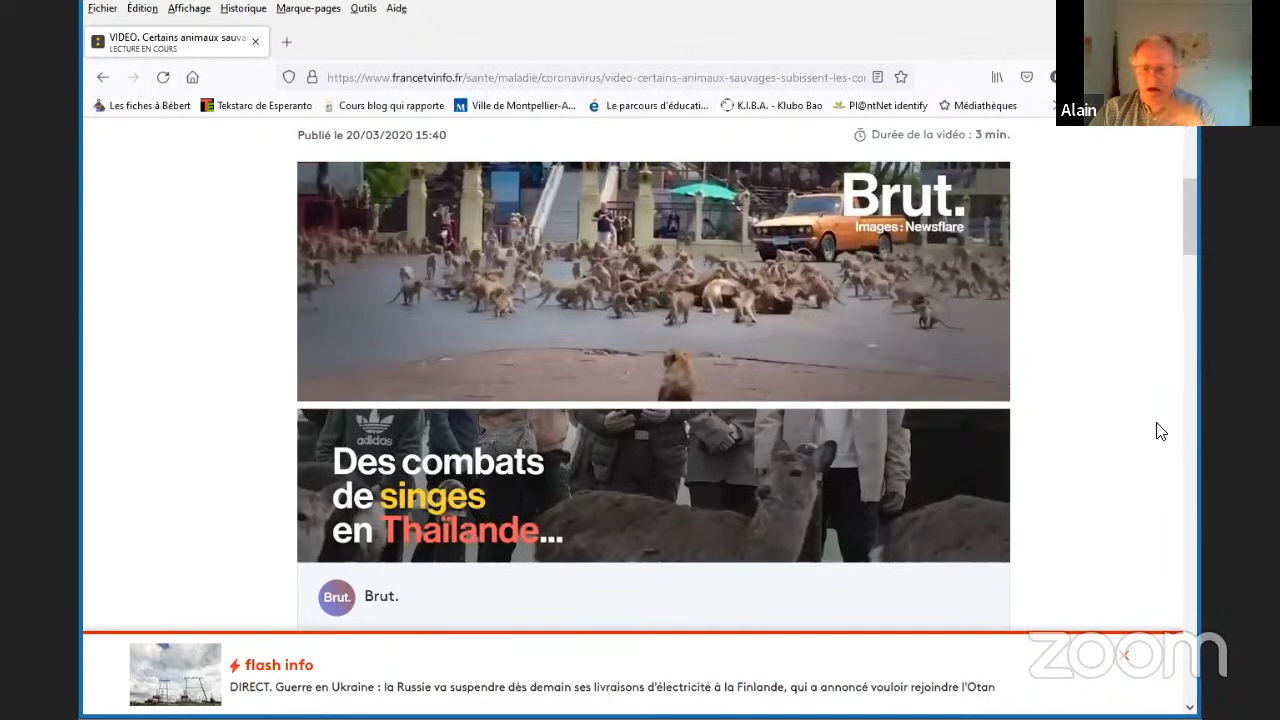 Fichier Édition Affichage Historique Marque-pages Outils Aide
VIDEO. Certains animaux sauva
LECTURE EN COURS
https://www.francetvinfo.fr/sante/maladie/coronavirus/video-certains-animaux-sauvages-subissent-les-cor
Les fiches à Bébert Tekstaro de Esperanto Cours blog qui rapporte Ville de Montpellier-A... Le parcours d'éducati... K.I.B.A. - Klubo Bao Pl@ntNet identify Médiathèques
Alain
Publié le 20/03/2020 15:40
Durée de la vidéo : 3 min.
Brut.
Images : Newsflare
adidas
Des combats
de singes
en Thaïlande...
Brut. Brut.
flash info
DIRECT. Guerre en Ukraine : la Russie va suspendre dès demain ses livraisons d'électricité à la Finlande, qui a annoncé vouloir rejoindre l'Otan
zoom